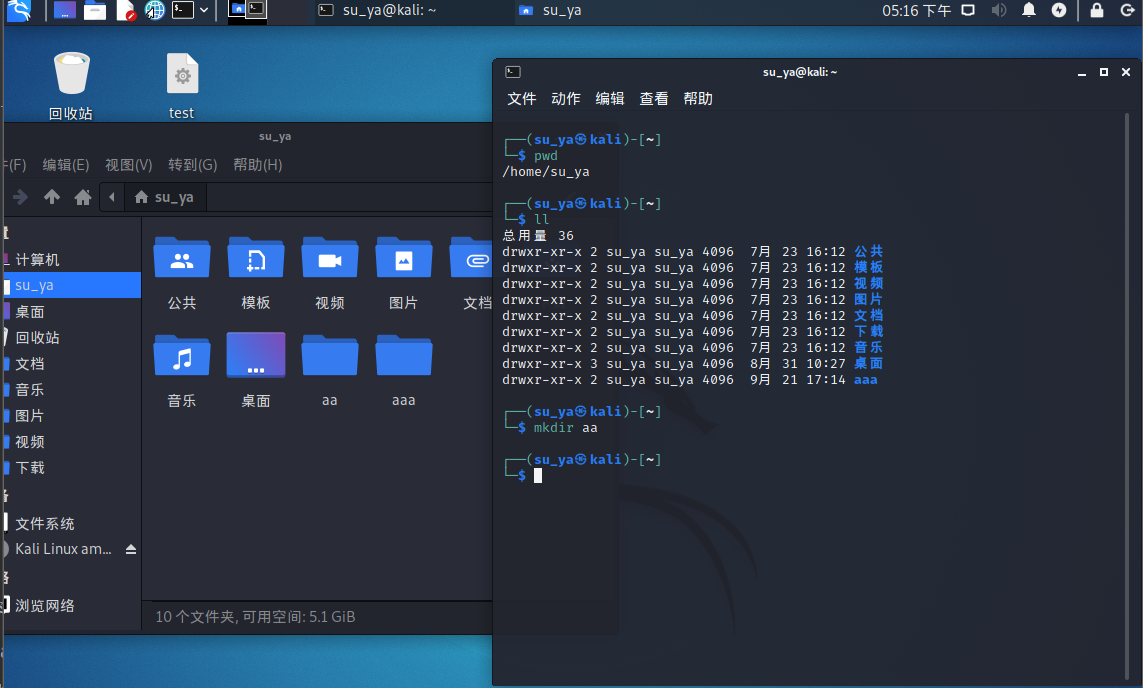 su_ya@kali: ~
su_ya
05:16 下午
回收站
test
su_ya
(F)
编辑(E)
视图(V)
转到(G)
帮助(H)
su_ya
计算机
su_ya
桌面
回收站
文档
音乐
图片
视频
下载
文件系统
Kali Linux am...
浏览网络
公共
模板
视频
图片
文档
音乐
桌面
aa
aaa
10 个文件夹, 可用空间: 5.1 GiB
su_ya@kali: ~
文件 动作 编辑 查看 帮助
┌──(su_ya㉿kali)-[~]
└─$ pwd
/home/su_ya
┌──(su_ya㉿kali)-[~]
└─$ ll
总用量 36
drwxr-xr-x 2 su_ya su_ya 4096  7月 23 16:12 公共
drwxr-xr-x 2 su_ya su_ya 4096  7月 23 16:12 模板
drwxr-xr-x 2 su_ya su_ya 4096  7月 23 16:12 视频
drwxr-xr-x 2 su_ya su_ya 4096  7月 23 16:12 图片
drwxr-xr-x 2 su_ya su_ya 4096  7月 23 16:12 文档
drwxr-xr-x 2 su_ya su_ya 4096  7月 23 16:12 下载
drwxr-xr-x 2 su_ya su_ya 4096  7月 23 16:12 音乐
drwxr-xr-x 3 su_ya su_ya 4096  8月 31 10:27 桌面
drwxr-xr-x 2 su_ya su_ya 4096  9月 21 17:14 aaa
┌──(su_ya㉿kali)-[~]
└─$ mkdir aa
┌──(su_ya㉿kali)-[~]
└─$